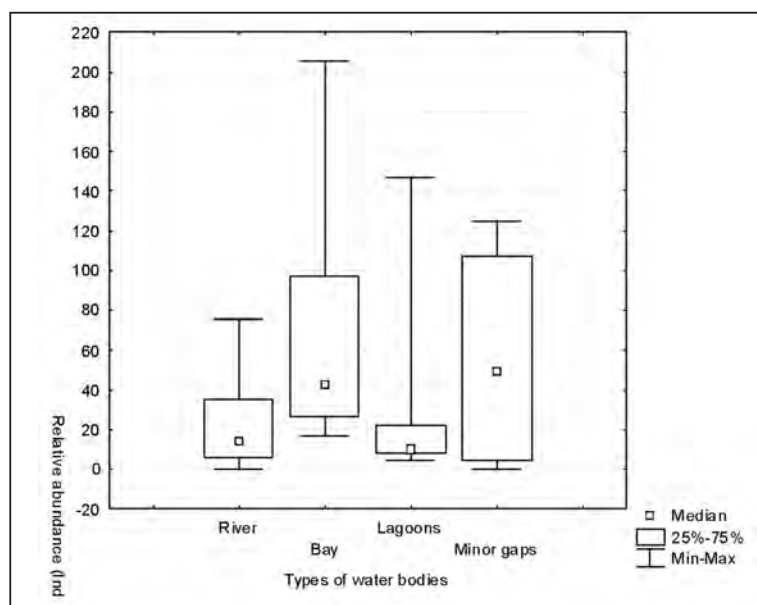 220
200
180
160
140
120
100
80
60
40
20
0
-20
Relative abundance (Ind
River
Bay
Lagoons
Minor gaps
Types of water bodies
Median
25%-75%
Min-Max